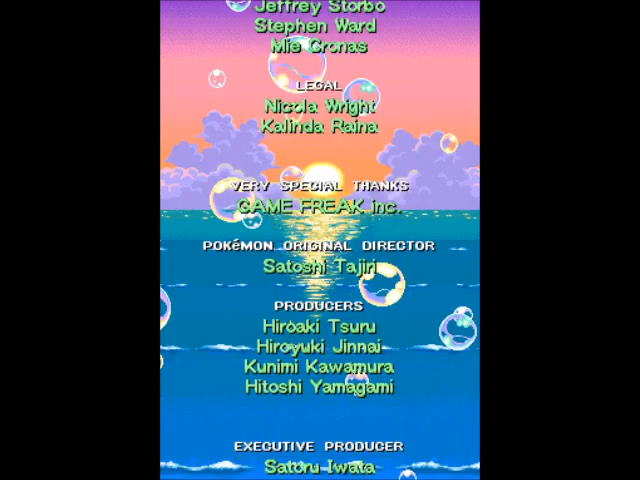 Jeffrey Storbo
Stephen Ward
Mie Cronas
LEGAL
Nicola Wright
Kalinda Raina
VERY SPECIAL THANKS
GAME FREAK inc.
POKéMON ORIGINAL DIRECTOR
Satoshi Tajiri
PRODUCERS
Hiroaki Tsuru
Hiroyuki Jinnai
Kunimi Kawamura
Hitoshi Yamagami
EXECUTIVE PRODUCER
Satoru Iwata